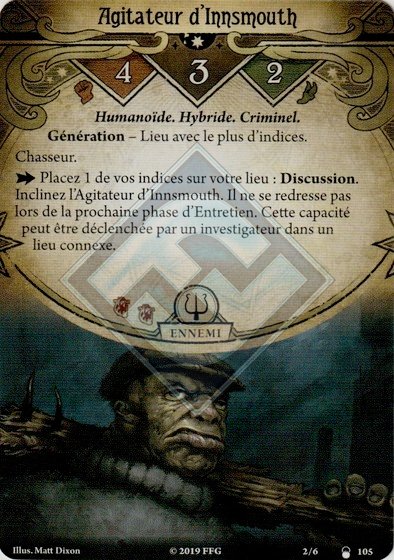 Agitateur d'Innsmouth
4 3 2
Humanoïde. Hybride. Criminel.
Génération – Lieu avec le plus d'indices.
Chasseur.
Placez 1 de vos indices sur votre lieu : Discussion.
Inclinez l'Agitateur d'Innsmouth. Il ne se redresse pas
lors de la prochaine phase d'Entretien. Cette capacité
peut être déclenchée par un investigateur dans un
lieu connexe.
ENNEMI
Illus. Matt Dixon © 2019 FFG 2/6 105